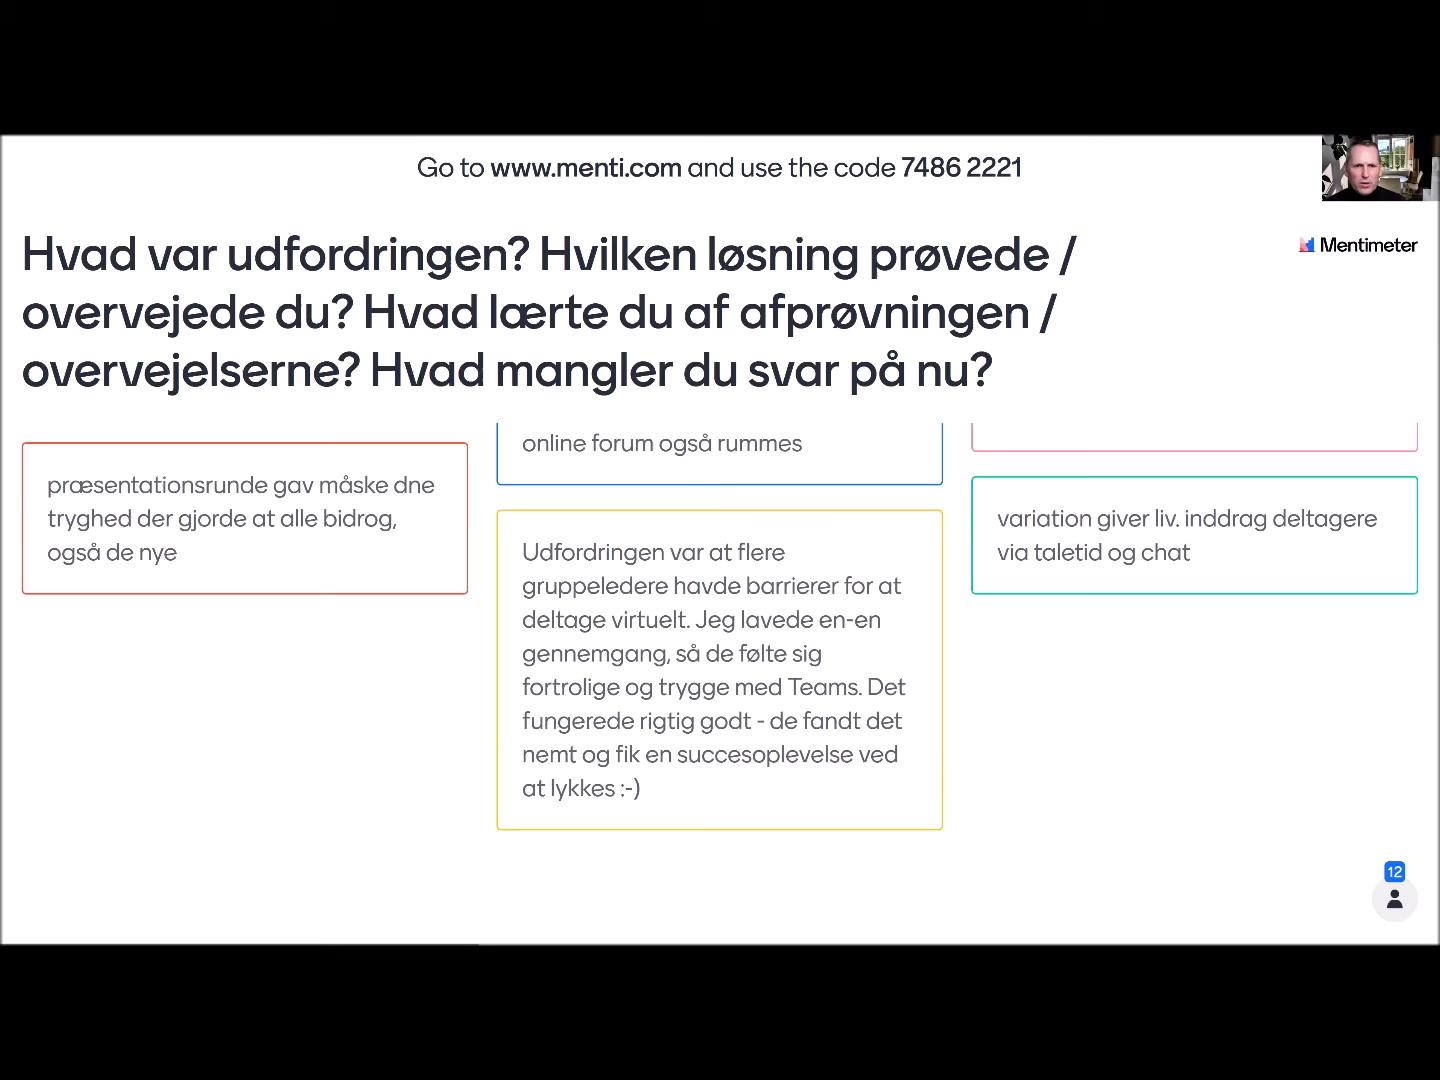 Go to www.menti.com and use the code 7486 2221
Mentimeter
Hvad var udfordringen? Hvilken løsning prøvede /
overvejede du? Hvad lærte du af afprøvningen /
overvejelserne? Hvad mangler du svar på nu?
præsentationsrunde gav måske dne
tryghed der gjorde at alle bidrog,
også de nye
online forum også rummes
Udfordringen var at flere
gruppeledere havde barrierer for at
deltage virtuelt. Jeg lavede en-en
gennemgang, så de følte sig
fortrolige og trygge med Teams. Det
fungerede rigtig godt - de fandt det
nemt og fik en succesoplevelse ved
at lykkes :-)
variation giver liv. inddrag deltagere
via taletid og chat
12